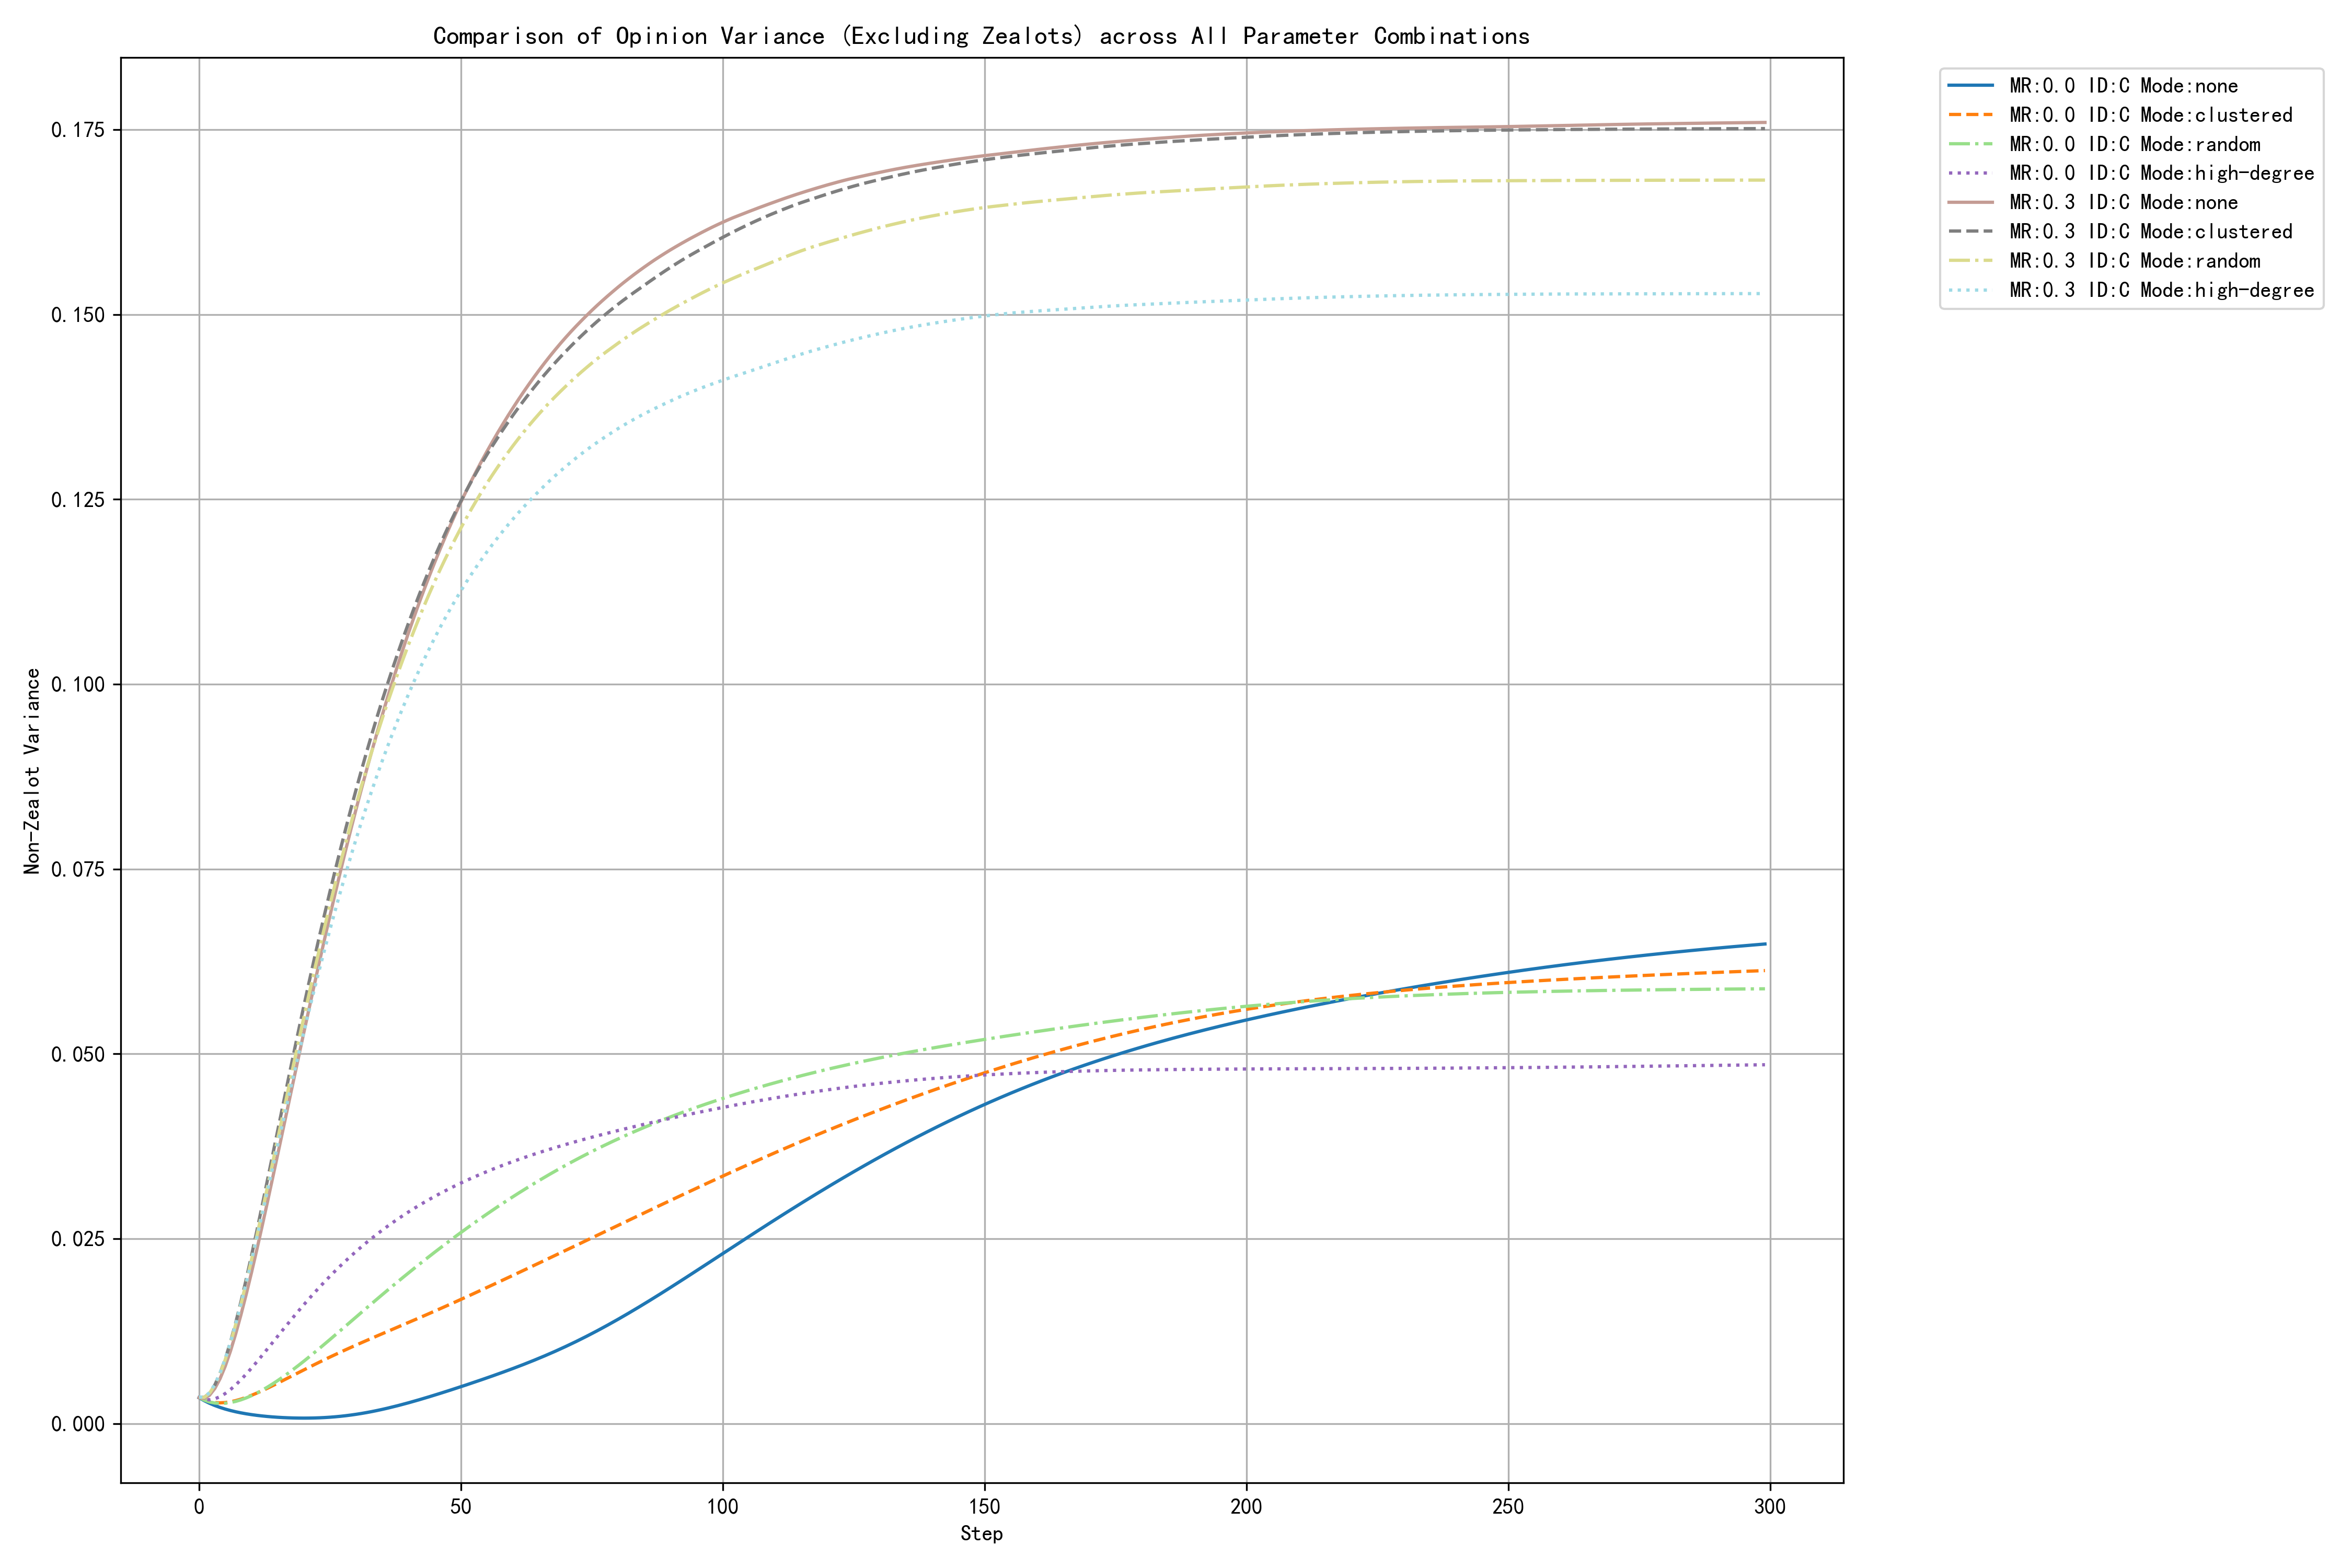 Comparison of Opinion Variance (Excluding Zealots) across All Parameter Combinations
MR:0.0 ID:C Mode:none
MR:0.0 ID:C Mode:clustered
MR:0.0 ID:C Mode:random
MR:0.0 ID:C Mode:high-degree
MR:0.3 ID:C Mode:none
MR:0.3 ID:C Mode:clustered
MR:0.3 ID:C Mode:random
MR:0.3 ID:C Mode:high-degree
Non-Zealot Variance
0.175
0.150
0.125
0.100
0.075
0.050
0.025
0.000
0 50 100 150 200 250 300
Step